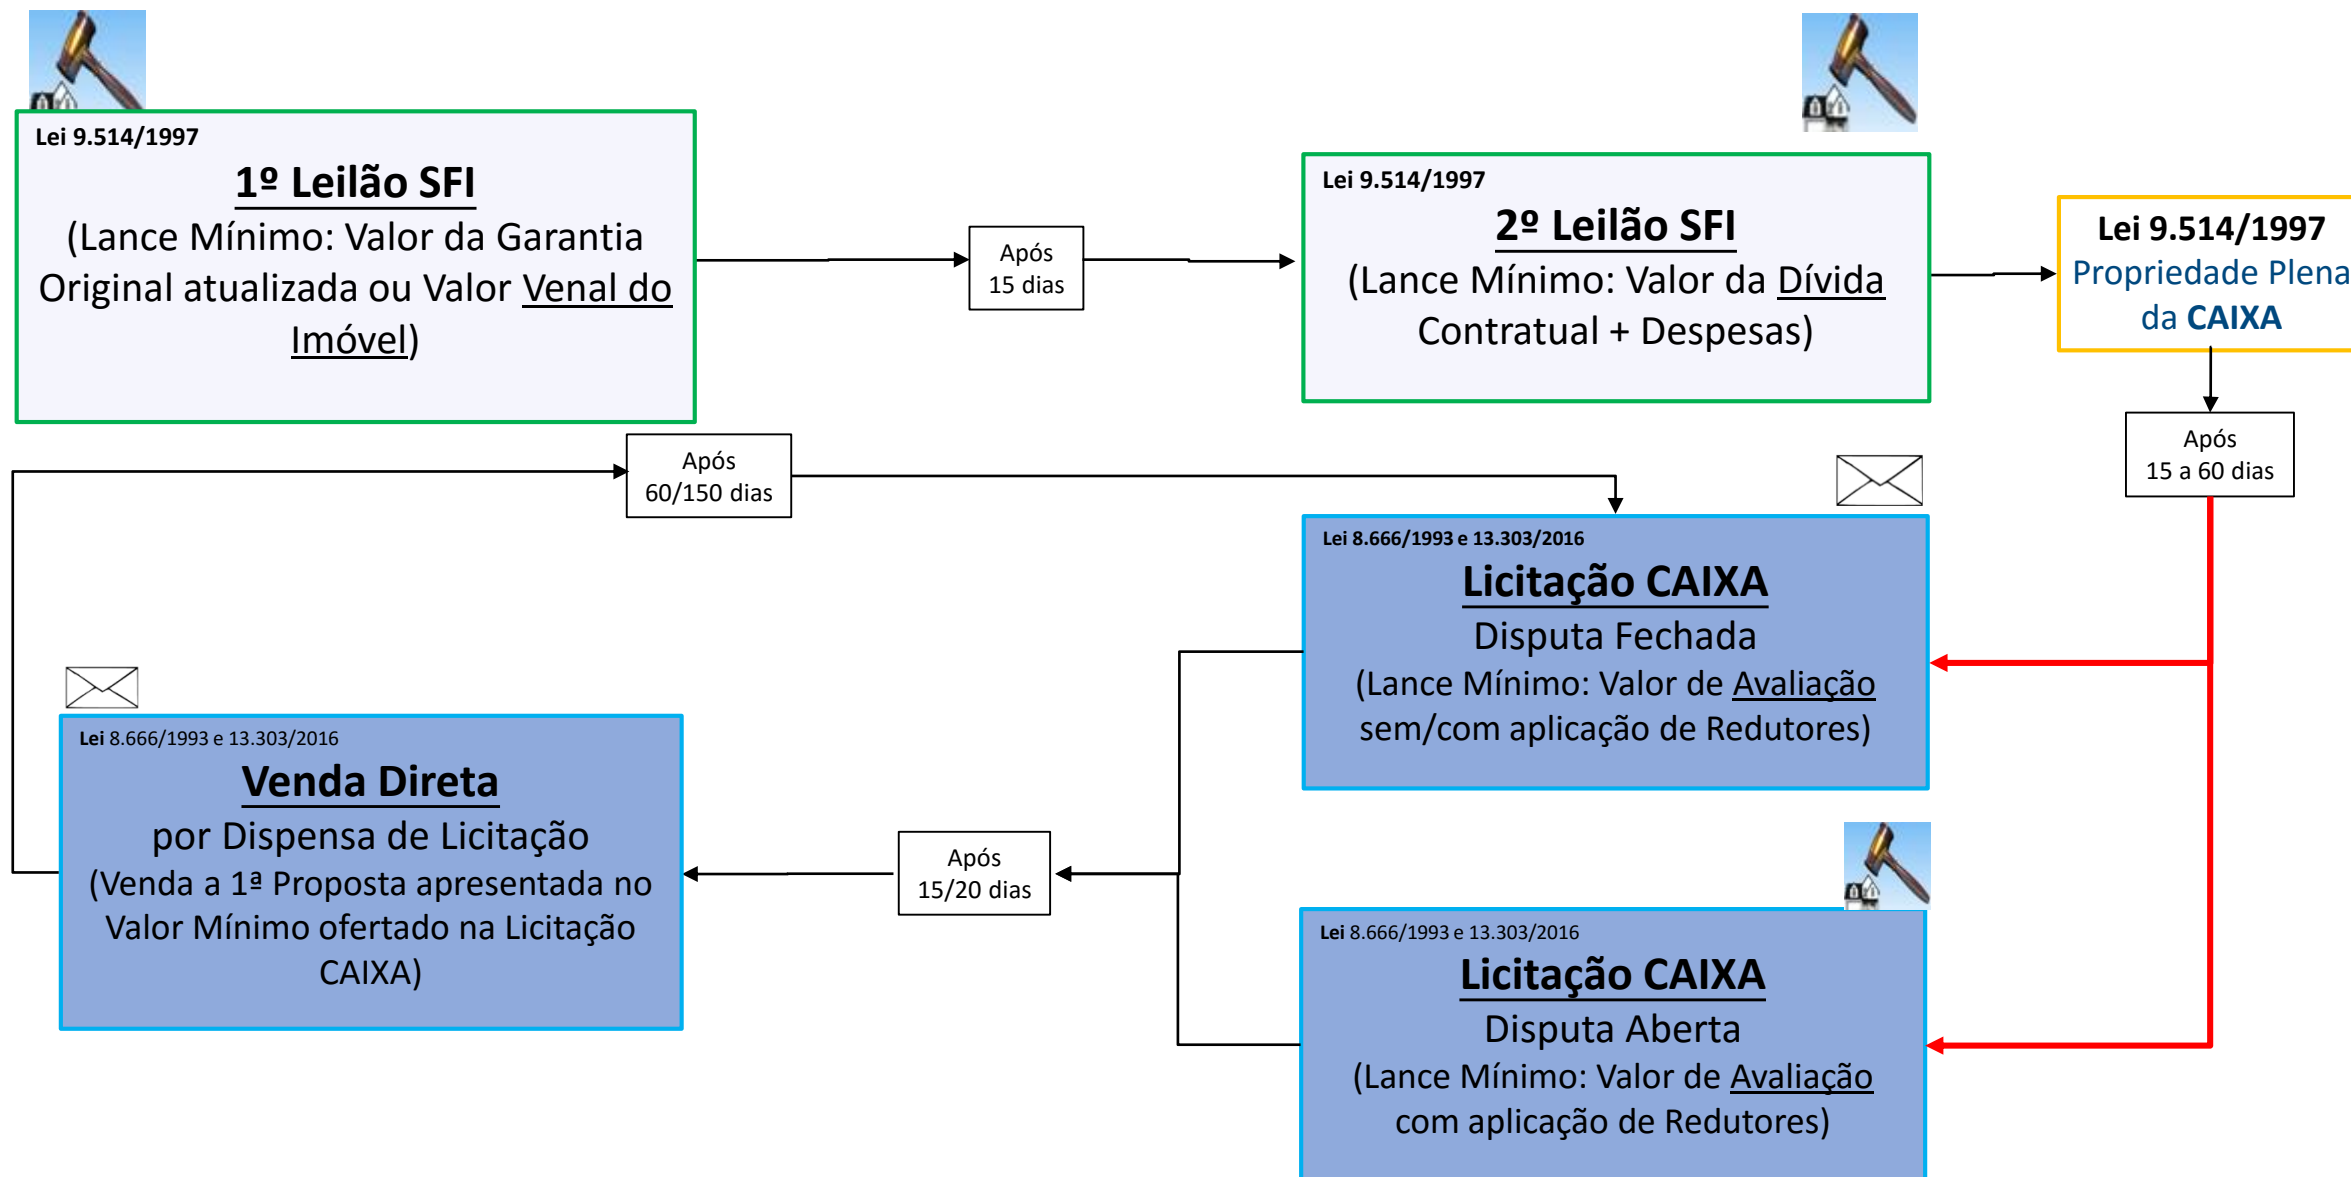 Lei 9.514/1997
1º Leilão SFI
(Lance Mínimo: Valor da Garantia
Original atualizada ou Valor Venal do
Imóvel)
Após
15 dias
Lei 9.514/1997
2º Leilão SFI
(Lance Mínimo: Valor da Dívida
Contratual + Despesas)
Lei 9.514/1997
Propriedade Plena
da CAIXA
Após
15 a 60 dias
Após
60/150 dias
Lei 8.666/1993 e 13.303/2016
Licitação CAIXA
Disputa Fechada
(Lance Mínimo: Valor de Avaliação
sem/com aplicação de Redutores)
Lei 8.666/1993 e 13.303/2016
Venda Direta
por Dispensa de Licitação
(Venda a 1ª Proposta apresentada no
Valor Mínimo ofertado na Licitação
CAIXA)
Após
15/20 dias
Lei 8.666/1993 e 13.303/2016
Licitação CAIXA
Disputa Aberta
(Lance Mínimo: Valor de Avaliação
com aplicação de Redutores)